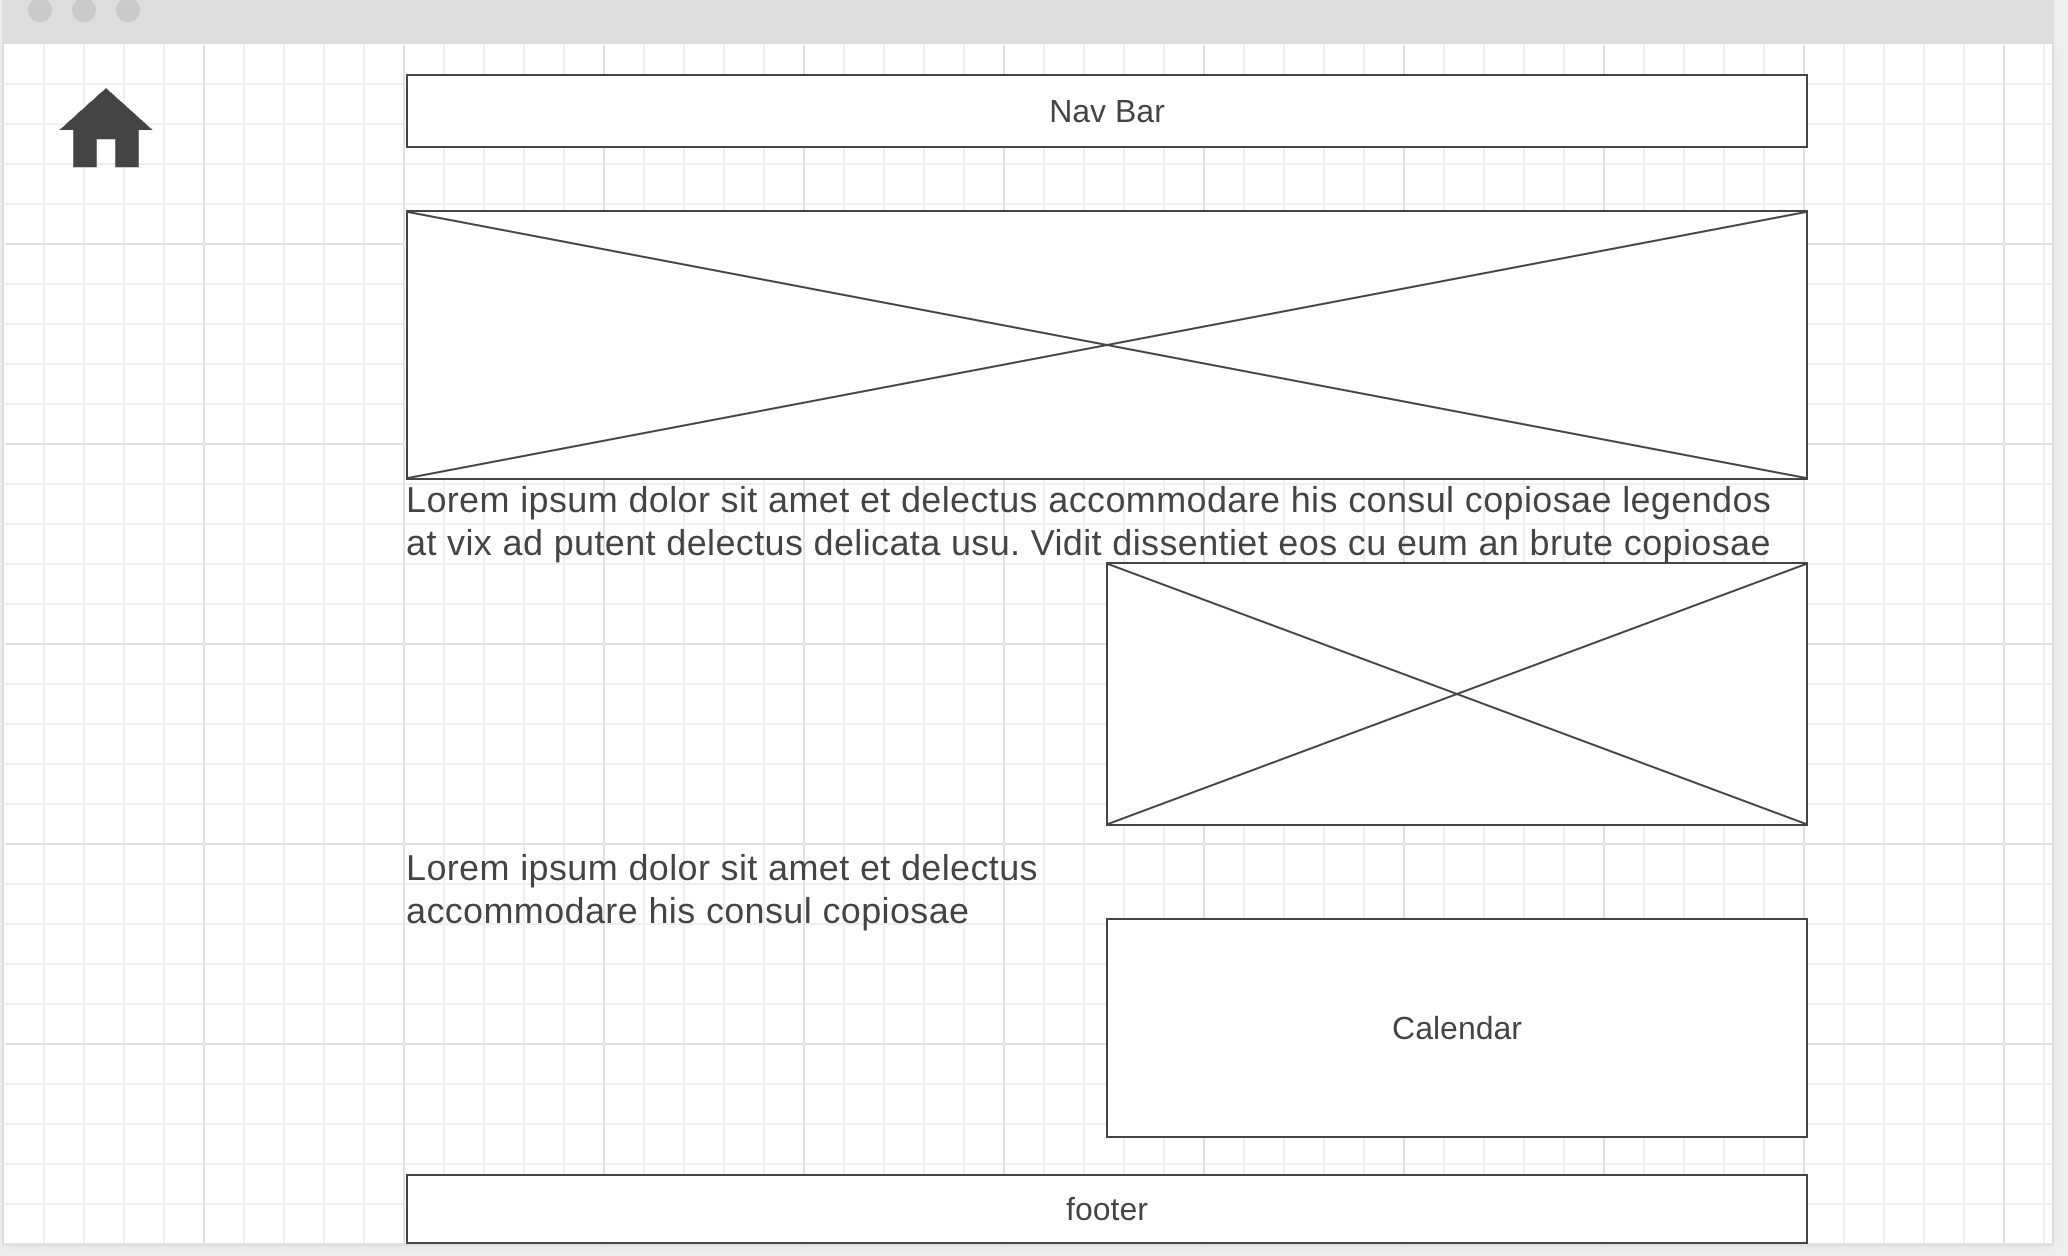 Nav Bar
Lorem ipsum dolor sit amet et delectus accommodare his consul copiosae legendos
at vix ad putent delectus delicata usu. Vidit dissentiet eos cu eum an brute copiosae
Lorem ipsum dolor sit amet et delectus
accommodare his consul copiosae
Calendar
footer